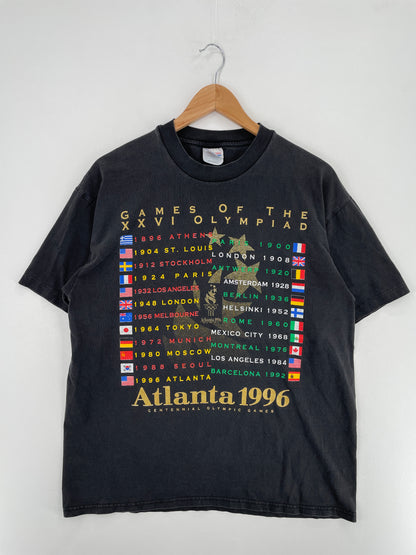 GAMES OF THE
XXVI OLYMPIAD
1896 ATHENS
PARIS 1900
1904 ST. LOUIS
LONDON 1908
1912 STOCKHOLM
ANTWERP 1920
1924 PARIS
AMSTERDAM 1928
1932 LOS ANGELES
BERLIN 1936
1948 LONDON
HELSINKI 1952
1956 MELBOURNE
ROME 1960
1964 TOKYO
MEXICO CITY 1968
1972 MUNICH
MONTREAL 1976
1980 MOSCOW
LOS ANGELES 1984
1988 SEOUL
BARCELONA 1992
1996 ATLANTA
Atlanta 1996
CENTENNIAL OLYMPIC GAMES